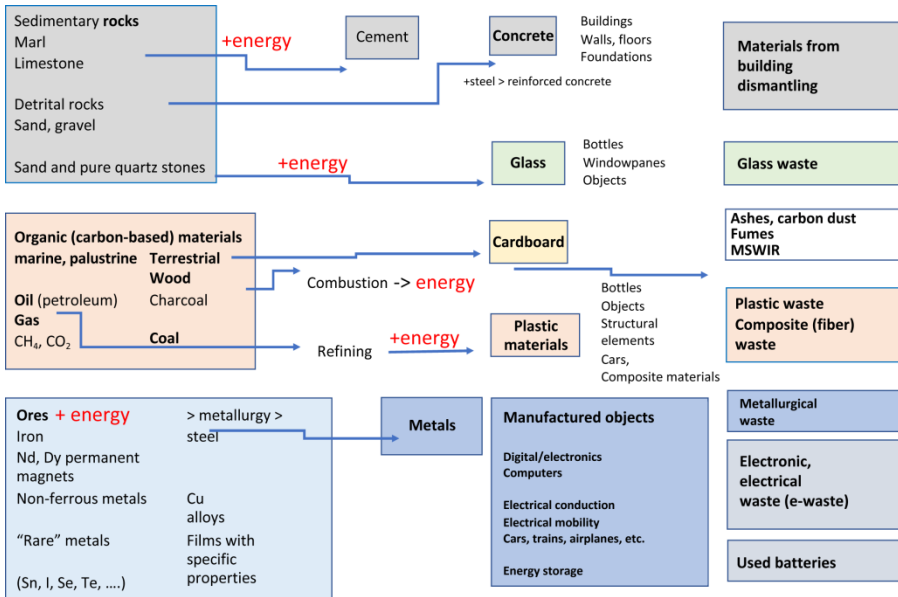 Sedimentary rocks
Marl
Limestone
Detrital rocks
Sand, gravel
Sand and pure quartz stones
+energy
Cement
Concrete
+steel > reinforced concrete
Buildings
Walls, floors
Foundations
Materials from
building
dismantling
+energy
Glass
Bottles
Windowpanes
Objects
Glass waste
Organic (carbon-based) materials
marine, palustrine Terrestrial
Wood
Oil (petroleum) Charcoal
Gas
CH₄, CO₂ Coal
Combustion -> energy
Refining
+energy
Cardboard
Plastic
materials
Bottles
Objects
Structural
elements
Cars,
Composite materials
Ashes, carbon dust
Fumes
MSWIR
Plastic waste
Composite (fiber)
waste
Ores + energy > metallurgy >
Iron steel
Nd, Dy permanent
magnets
Non-ferrous metals Cu
alloys
“Rare” metals Films with
specific
properties
(Sn, I, Se, Te, ....)
Metals
Manufactured objects
Digital/electronics
Computers
Electrical conduction
Electrical mobility
Cars, trains, airplanes, etc.
Energy storage
Metallurgical
waste
Electronic,
electrical
waste (e-waste)
Used batteries